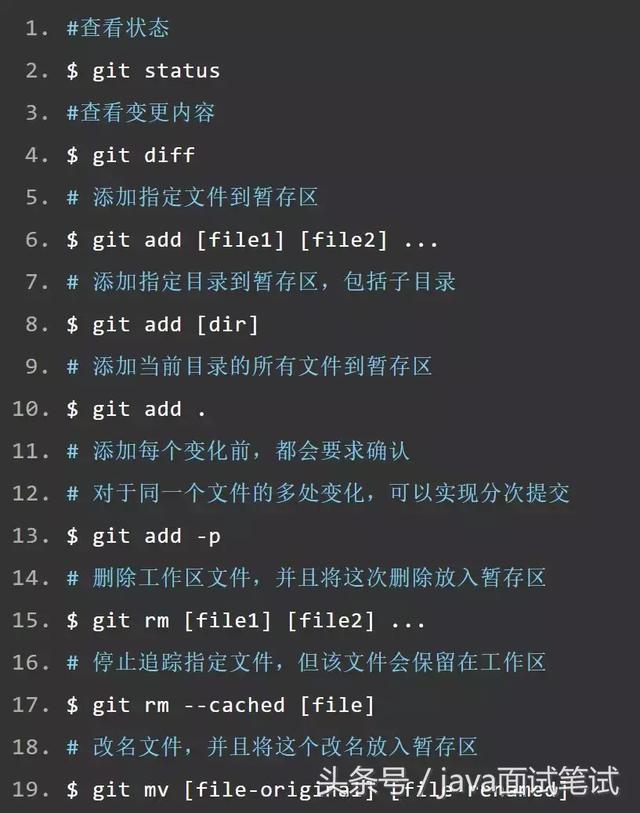 1. #查看状态
2. $ git status
3. #查看变更内容
4. $ git diff
5. # 添加指定文件到暂存区
6. $ git add [file1] [file2] ...
7. # 添加指定目录到暂存区，包括子目录
8. $ git add [dir]
9. # 添加当前目录的所有文件到暂存区
10. $ git add .
11. # 添加每个变化前，都会要求确认
12. # 对于同一个文件的多处变化，可以实现分次提交
13. $ git add -p
14. # 删除工作区文件，并且将这次删除放入暂存区
15. $ git rm [file1] [file2] ...
16. # 停止追踪指定文件，但该文件会保留在工作区
17. $ git rm --cached [file]
18. # 改名文件，并且将这个改名放入暂存区
19. $ git mv [file-original] [file-renamed]
头条号 / java面试笔试